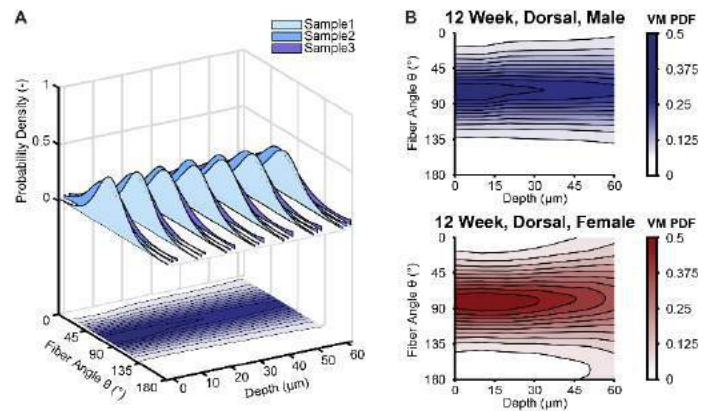 A
Sample1
Sample2
Sample3
Probability Density (-)
1
0.5
0
0
45
90
135
180
Fiber Angle θ (°)
0
10
20
30
40
50
60
Depth (μm)
B
12 Week, Dorsal, Male
VM PDF
Fiber Angle θ (°)
0
45
90
135
180
0
15
30
45
60
Depth (μm)
0.5
0.375
0.25
0.125
0
12 Week, Dorsal, Female
VM PDF
Fiber Angle θ (°)
0
45
90
135
180
0
15
30
45
60
Depth (μm)
0.5
0.375
0.25
0.125
0